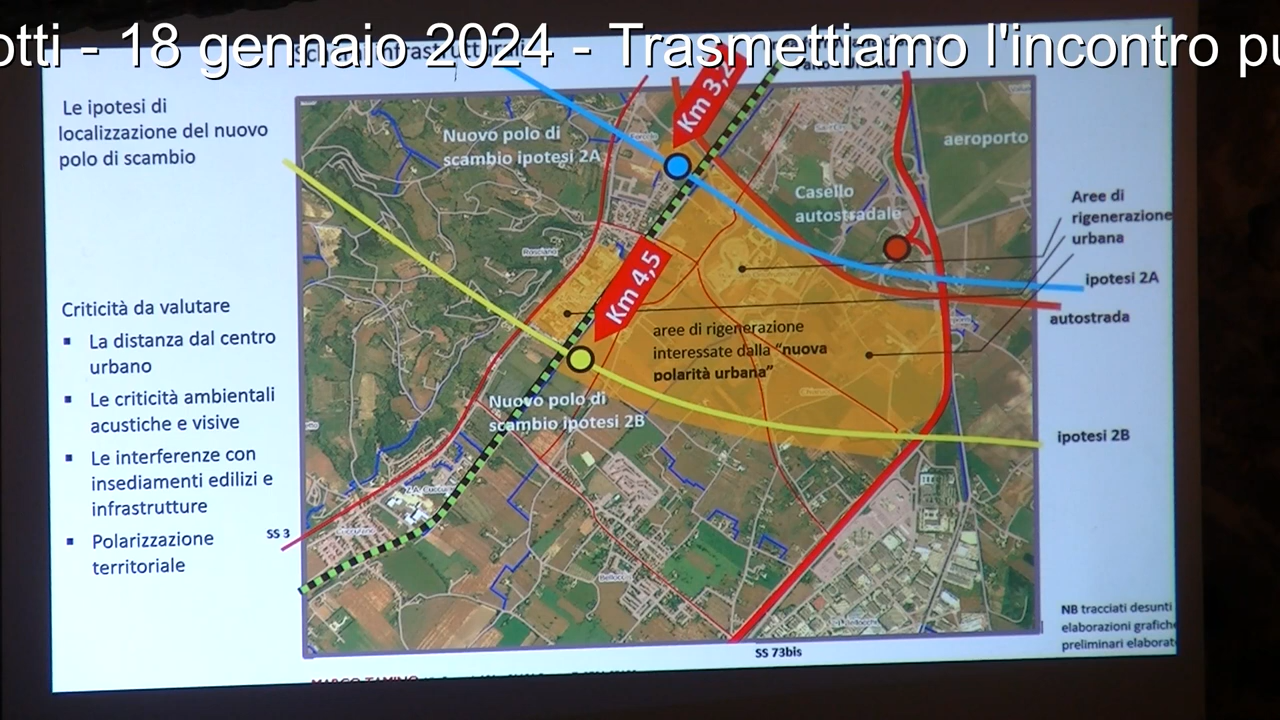 otti - 18 gennaio 2024 - Trasmettiamo l'incontro pu
Le ipotesi di
localizzazione del nuovo
polo di scambio
Criticità da valutare
▪ La distanza dal centro
urbano
▪ Le criticità ambientali
acustiche e visive
▪ Le interferenze con
insediamenti edilizi e
infrastrutture
▪ Polarizzazione
territoriale
SS 3
Nuovo polo di
scambio ipotesi 2A
Km 3,2
Casello
autostradale
aeroporto
Aree di
rigenerazione
urbana
ipotesi 2A
autostrada
Rosciano
Km 4,5
aree di rigenerazione
interessate dalla "nuova
polarità urbana"
Nuovo polo di
scambio ipotesi 2B
ipotesi 2B
Bellocchi
SS 73bis
NB tracciati desunti
elaborazioni grafiche
preliminari elaborat
MARCO TAMINO